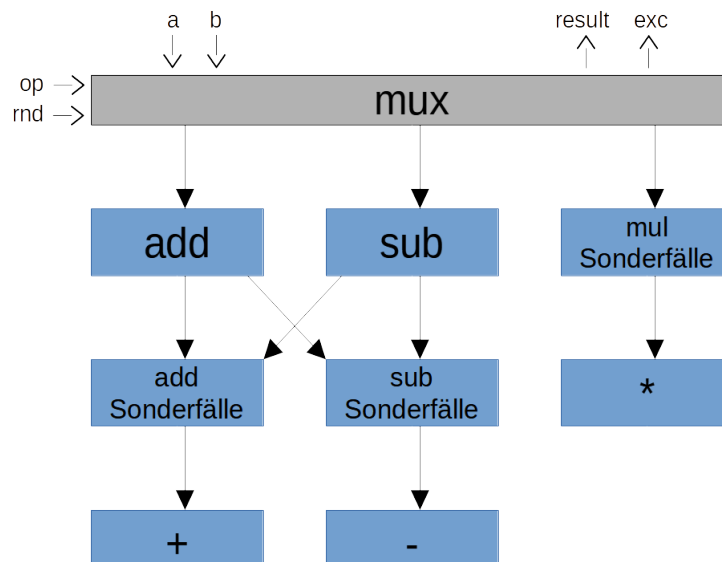 a b result exc
op
mux
rnd
add sub mul
Sonderfälle
add
Sonderfälle
sub
Sonderfälle
*
+ -